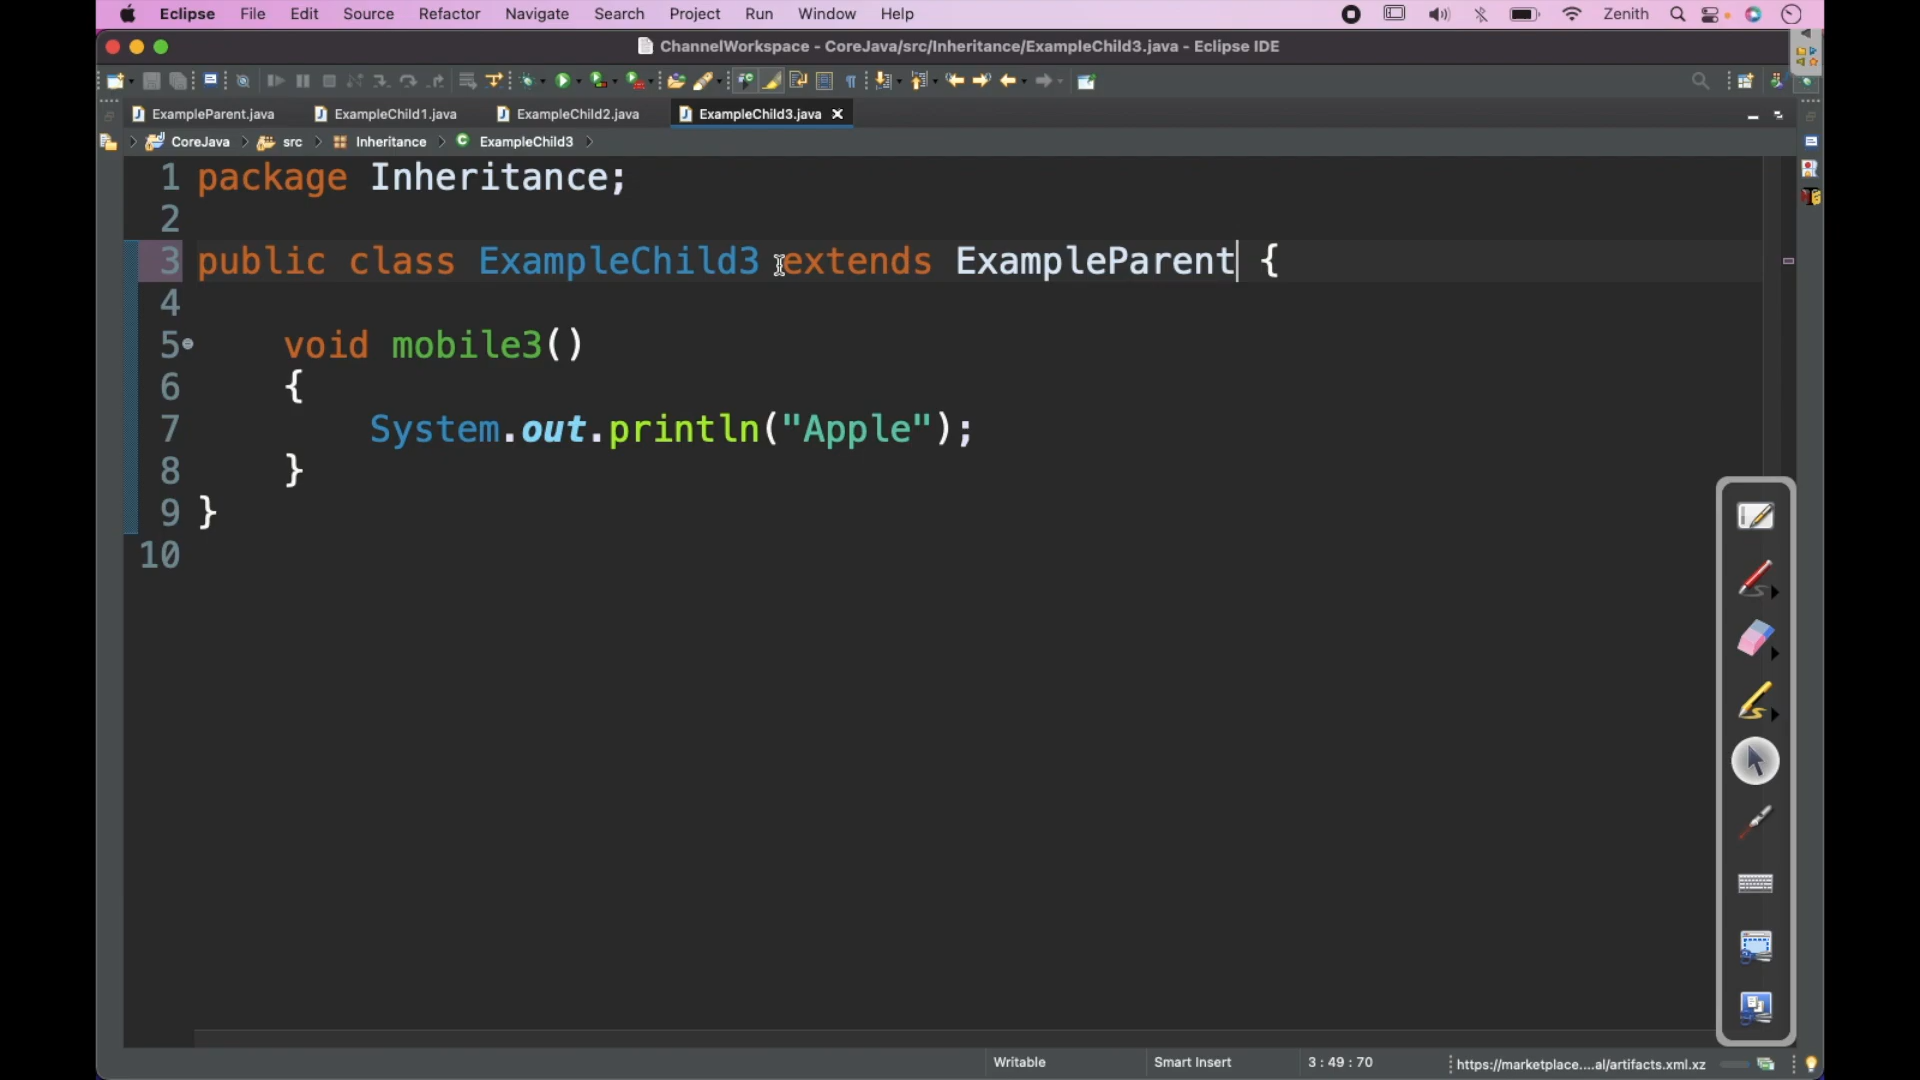 Eclipse File Edit Source Refactor Navigate Search Project Run Window Help Zenith
ChannelWorkspace - CoreJava/src/Inheritance/ExampleChild3.java - Eclipse IDE
ExampleParent.java ExampleChild1.java ExampleChild2.java ExampleChild3.java
CoreJava src Inheritance ExampleChild3
1 package Inheritance;
2
3 public class ExampleChild3 extends ExampleParent {
4
5 void mobile3()
6 {
7 System.out.println("Apple");
8 }
9 }
10
Writable Smart Insert 3 : 49 : 70 https://marketplace....al/artifacts.xml.xz